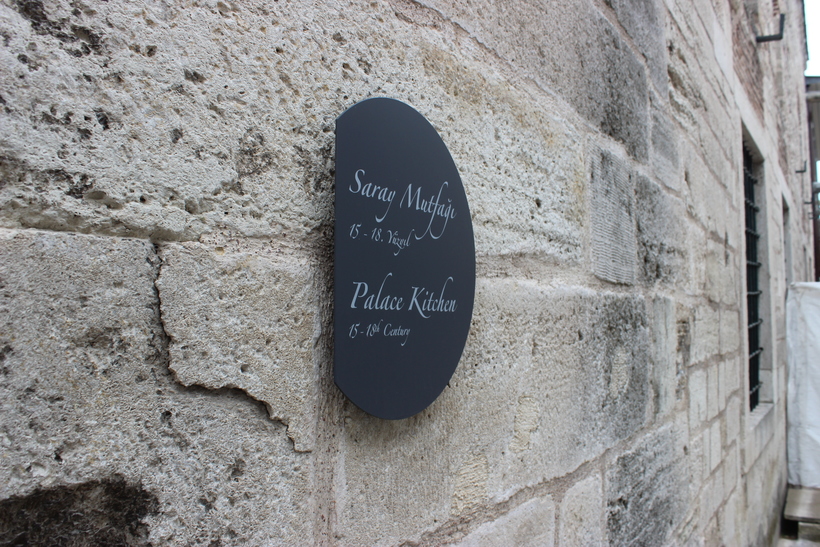 Saray Mutfağı
15 - 18. Yüzyıl
Palace Kitchen
15 - 18th Century